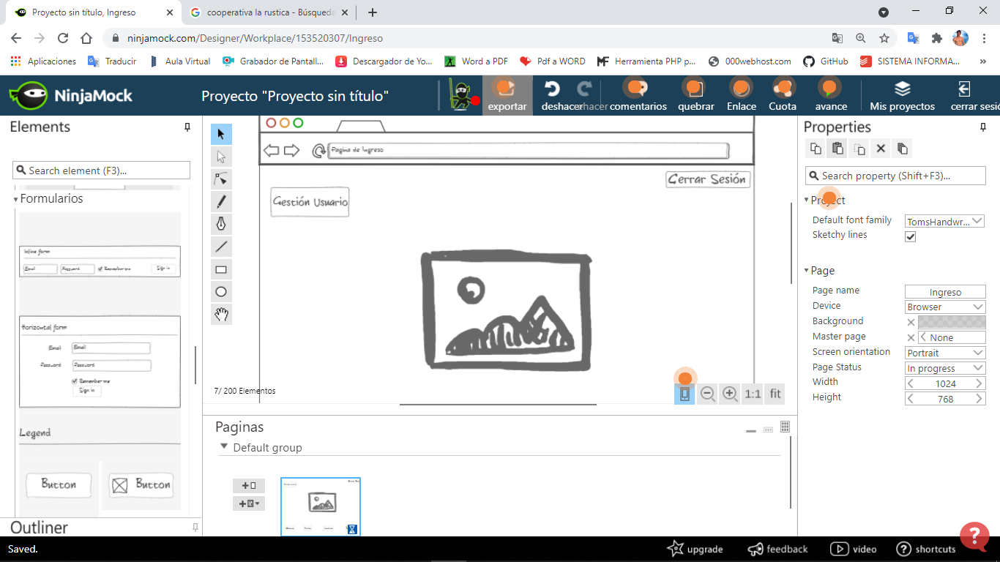 Proyecto sin título, Ingreso
cooperativa la rustica - Búsqueda
ninjamock.com/Designer/Workplace/153520307/Ingreso
Aplicaciones Traducir Aula Virtual Grabador de Pantall... Descargador de Yo... Word a PDF Pdf a WORD Herramienta PHP p... 000webhost.com GitHub SISTEMA INFORMA... »
NinjaMock
Proyecto "Proyecto sin título"
exportar deshacer rehacer comentarios quebrar Enlace Cuota avance Mis proyectos cerrar sesió
Elements
Search element (F3)...
Formularios
Inline form
Email Password Remember me Sign in
Horizontal form
Email Email
Password Password
Remember me
Sign in
Legend
Button Button
Outliner
Pagina de Ingreso
Cerrar Sesión
Gestión Usuario
7/ 200 Elementos
1:1 fit
Paginas
Default group
Properties
Search property (Shift+F3)...
Project
Default font family TomsHandwr...
Sketchy lines
Page
Page name Ingreso
Device Browser
Background
Master page None
Screen orientation Portrait
Page Status In progress
Width 1024
Height 768
Saved.
upgrade feedback video shortcuts